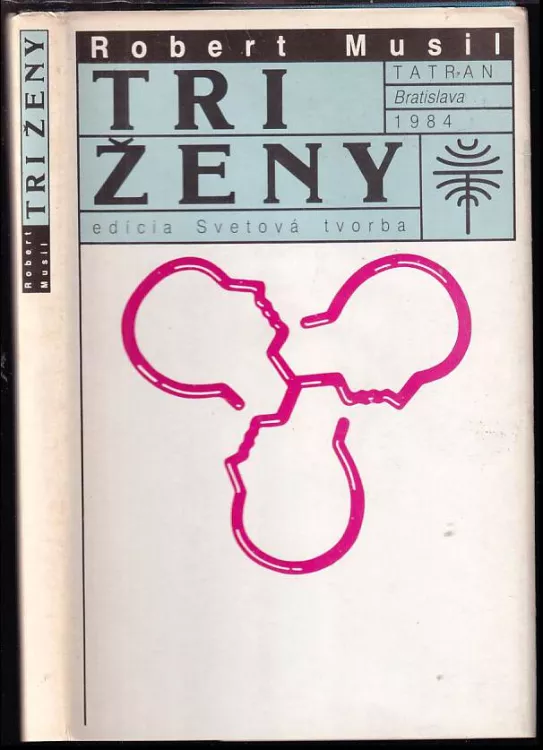 Robert Musil
TRI
ŽENY
TATRAN
Bratislava
1984
edícia Svetová tvorba
Robert
Musil
TRI ŽENY